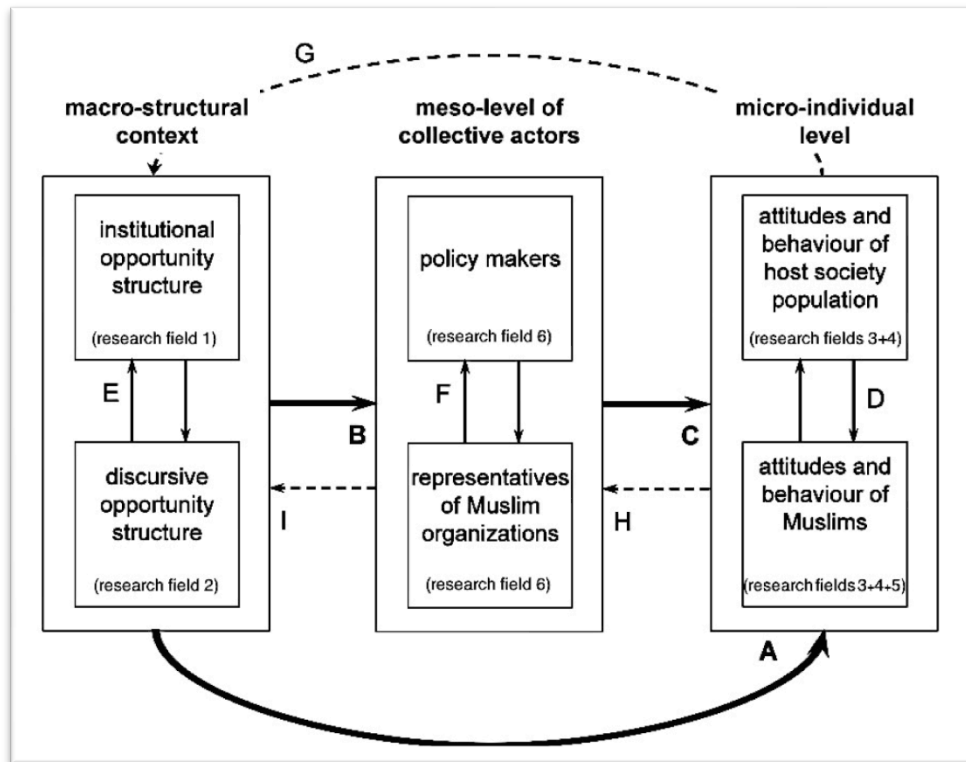 G
macro-structural
context
meso-level of
collective actors
micro-individual
level
institutional
opportunity
structure
(research field 1)
policy makers
(research field 6)
attitudes and
behaviour of
host society
population
(research fields 3+4)
E
F
D
B
C
discursive
opportunity
structure
(research field 2)
I
representatives
of Muslim
organizations
(research field 6)
H
attitudes and
behaviour of
Muslims
(research fields 3+4+5)
A